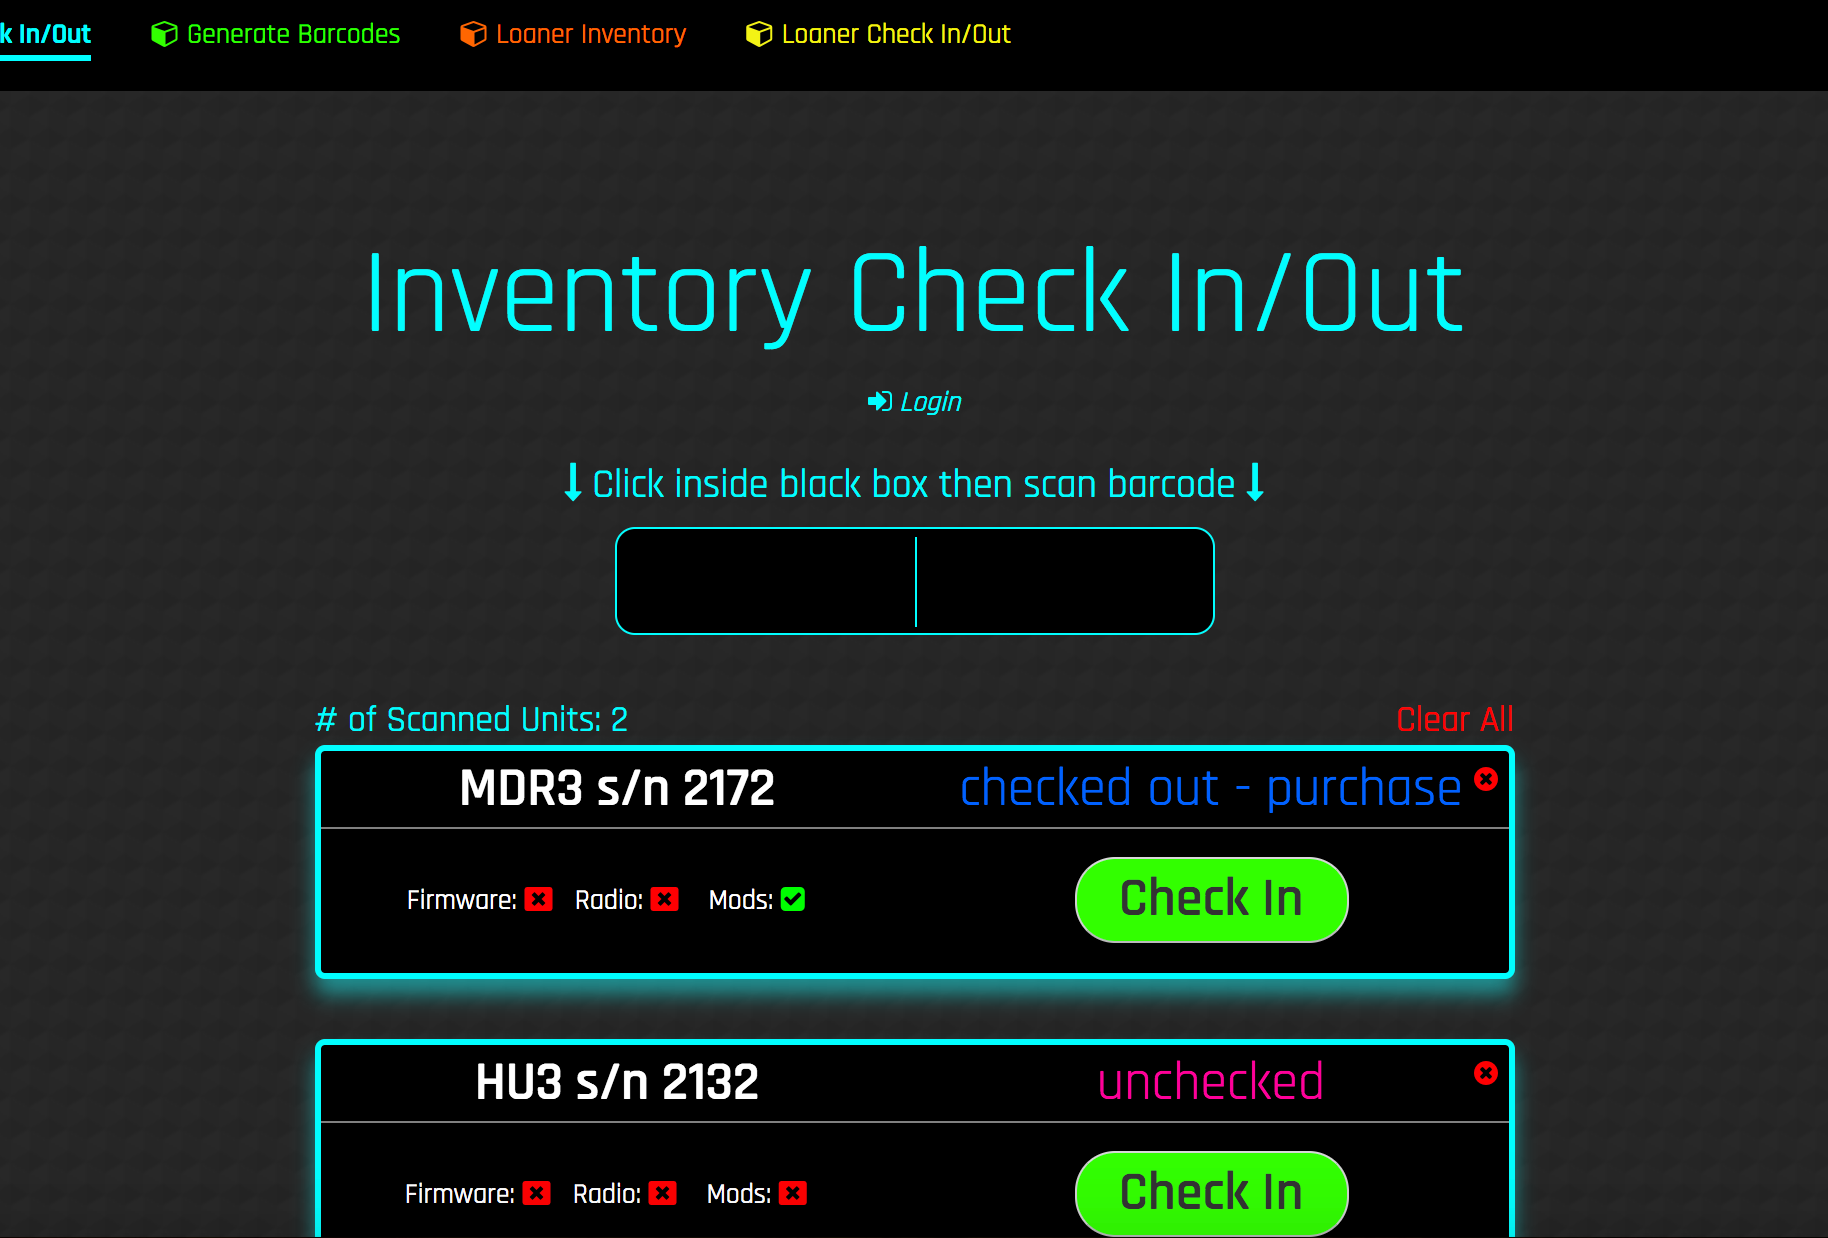 k In/Out Generate Barcodes Loaner Inventory Loaner Check In/Out
Inventory Check In/Out
Login
Click inside black box then scan barcode
# of Scanned Units: 2 Clear All
MDR3 s/n 2172 checked out - purchase
Firmware: Radio: Mods: Check In
HU3 s/n 2132 unchecked
Firmware: Radio: Mods: Check In